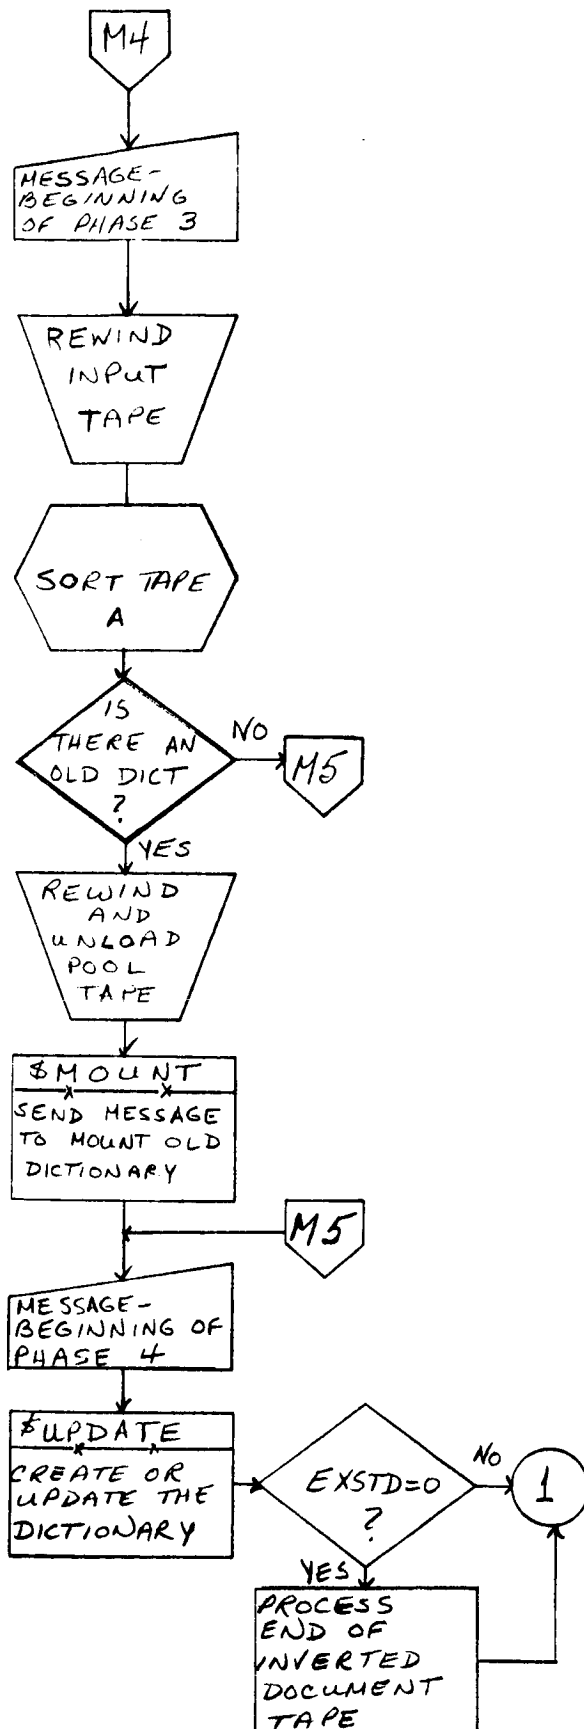 M4
MESSAGE-
BEGINNING
OF PHASE 3
REWIND
INPUT
TAPE
SORT TAPE
A
IS
THERE AN
OLD DICT
?
NO
M5
YES
REWIND
AND
UNLOAD
POOL
TAPE
$MOUNT
SEND MESSAGE
TO MOUNT OLD
DICTIONARY
M5
MESSAGE-
BEGINNING OF
PHASE 4
$UPDATE
CREATE OR
UPDATE THE
DICTIONARY
EXSTD=0
?
NO
1
YES
PROCESS
END OF
INVERTED
DOCUMENT
TAPE